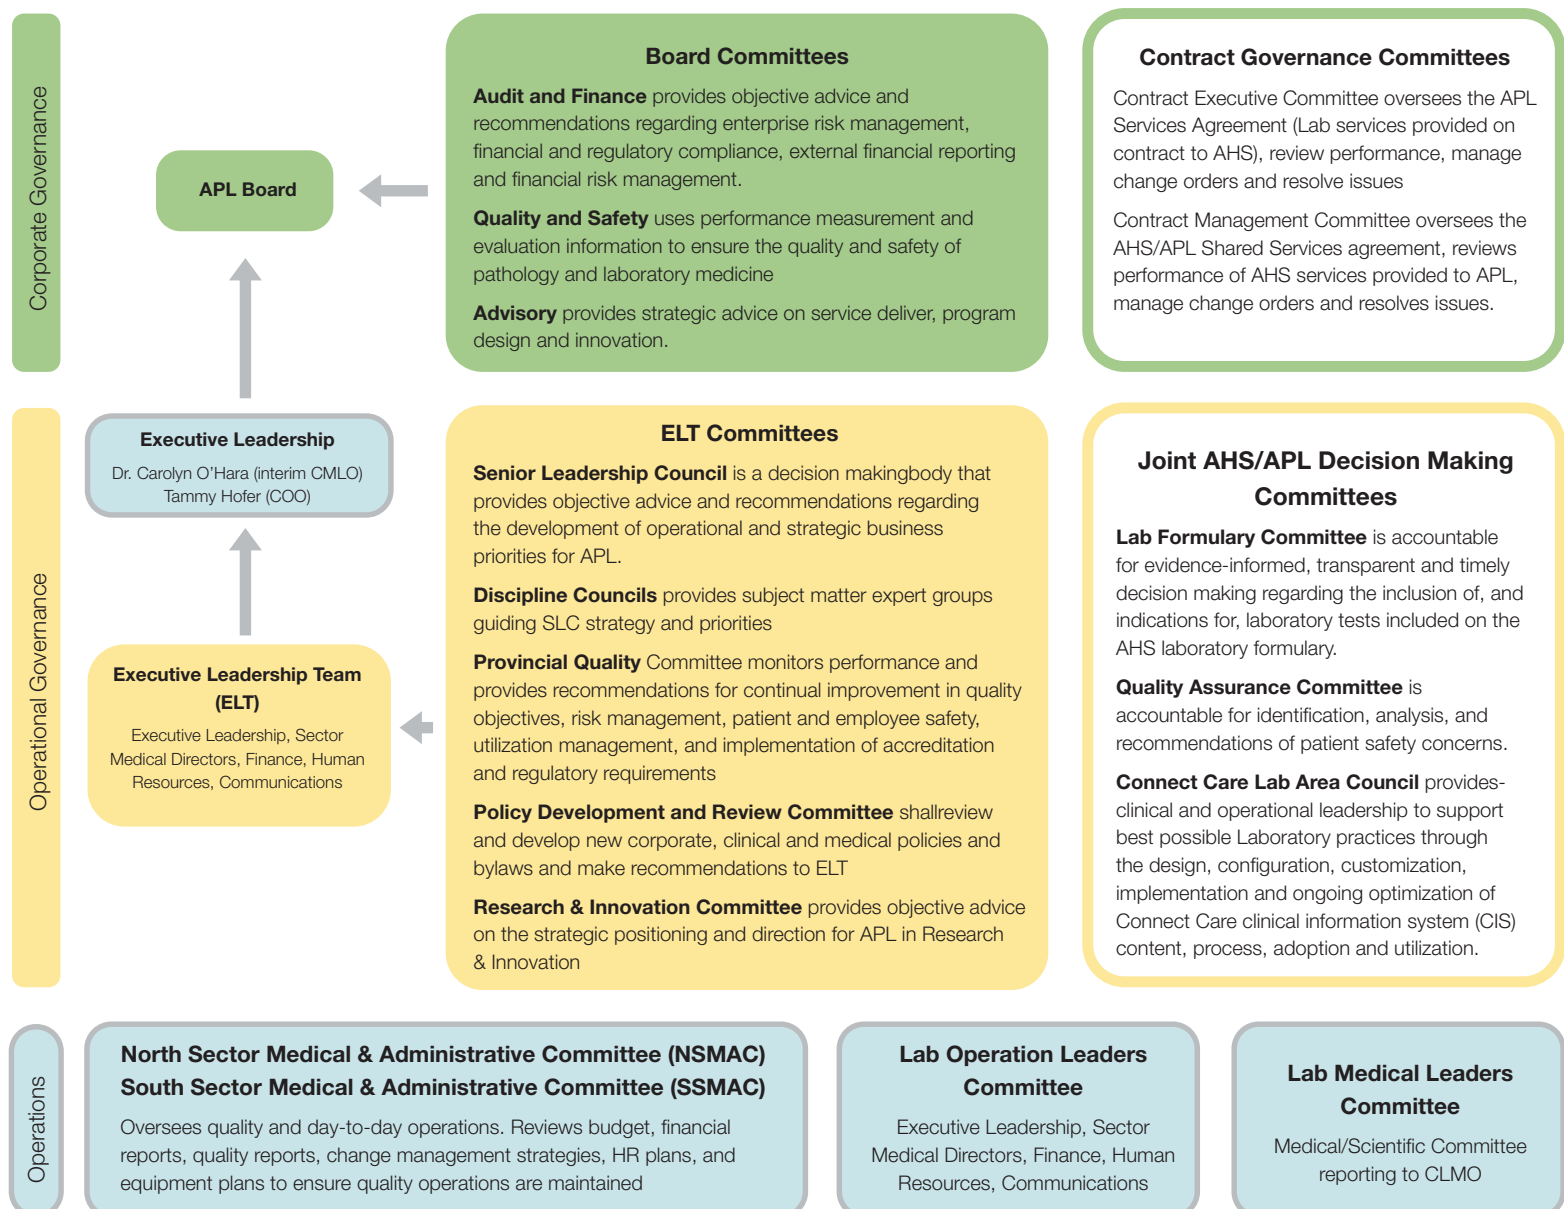 Corporate Governance
APL Board
Board Committees
Audit and Finance provides objective advice and
recommendations regarding enterprise risk management,
financial and regulatory compliance, external financial reporting
and financial risk management.
Quality and Safety uses performance measurement and
evaluation information to ensure the quality and safety of
pathology and laboratory medicine
Advisory provides strategic advice on service deliver, program
design and innovation.
Contract Governance Committees
Contract Executive Committee oversees the APL
Services Agreement (Lab services provided on
contract to AHS), review performance, manage
change orders and resolve issues
Contract Management Committee oversees the
AHS/APL Shared Services agreement, reviews
performance of AHS services provided to APL,
manage change orders and resolves issues.
Operational Governance
Executive Leadership
Dr. Carolyn O’Hara (interim CMLO)
Tammy Hofer (COO)
Executive Leadership Team
(ELT)
Executive Leadership, Sector
Medical Directors, Finance, Human
Resources, Communications
ELT Committees
Senior Leadership Council is a decision makingbody that
provides objective advice and recommendations regarding
the development of operational and strategic business
priorities for APL.
Discipline Councils provides subject matter expert groups
guiding SLC strategy and priorities
Provincial Quality Committee monitors performance and
provides recommendations for continual improvement in quality
objectives, risk management, patient and employee safety,
utilization management, and implementation of accreditation
and regulatory requirements
Policy Development and Review Committee shallreview
and develop new corporate, clinical and medical policies and
bylaws and make recommendations to ELT
Research & Innovation Committee provides objective advice
on the strategic positioning and direction for APL in Research
& Innovation
Joint AHS/APL Decision Making
Committees
Lab Formulary Committee is accountable
for evidence-informed, transparent and timely
decision making regarding the inclusion of, and
indications for, laboratory tests included on the
AHS laboratory formulary.
Quality Assurance Committee is
accountable for identification, analysis, and
recommendations of patient safety concerns.
Connect Care Lab Area Council provides-
clinical and operational leadership to support
best possible Laboratory practices through
the design, configuration, customization,
implementation and ongoing optimization of
Connect Care clinical information system (CIS)
content, process, adoption and utilization.
Operations
North Sector Medical & Administrative Committee (NSMAC)
South Sector Medical & Administrative Committee (SSMAC)
Oversees quality and day-to-day operations. Reviews budget, financial
reports, quality reports, change management strategies, HR plans, and
equipment plans to ensure quality operations are maintained
Lab Operation Leaders
Committee
Executive Leadership, Sector
Medical Directors, Finance, Human
Resources, Communications
Lab Medical Leaders
Committee
Medical/Scientific Committee
reporting to CLMO